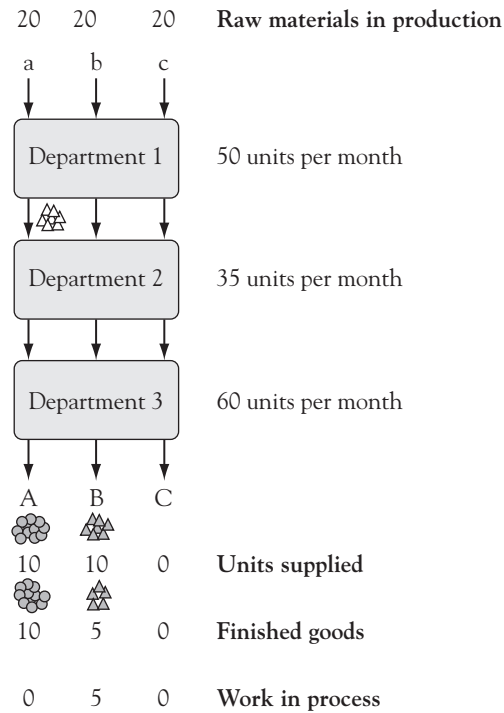 20 20 20 Raw materials in production
a b c
Department 1 50 units per month
Department 2 35 units per month
Department 3 60 units per month
A B C
10 10 0 Units supplied
10 5 0 Finished goods
0 5 0 Work in process